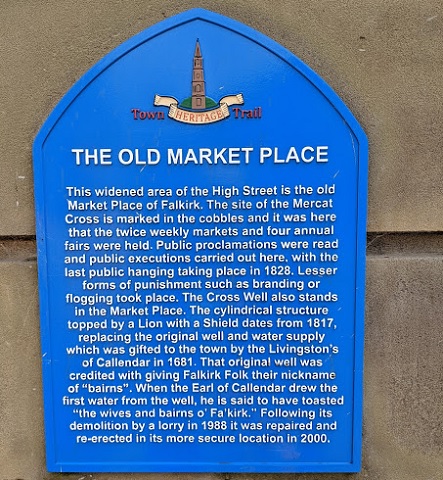 Town HERITAGE Trail
THE OLD MARKET PLACE
This widened area of the High Street is the old
Market Place of Falkirk. The site of the Mercat
Cross is marked in the cobbles and it was here
that the twice weekly markets and four annual
fairs were held. Public proclamations were read
and public executions carried out here, with the
last public hanging taking place in 1828. Lesser
forms of punishment such as branding or
flogging took place. The Cross Well also stands
in the Market Place. The cylindrical structure
topped by a Lion with a Shield dates from 1817,
replacing the original well and water supply
which was gifted to the town by the Livingston's
of Callendar in 1681. That original well was
credited with giving Falkirk Folk their nickname
of "bairns". When the Earl of Callendar drew the
first water from the well, he is said to have toasted
"the wives and bairns o' Fa'kirk." Following its
demolition by a lorry in 1988 it was repaired and
re-erected in its more secure location in 2000.